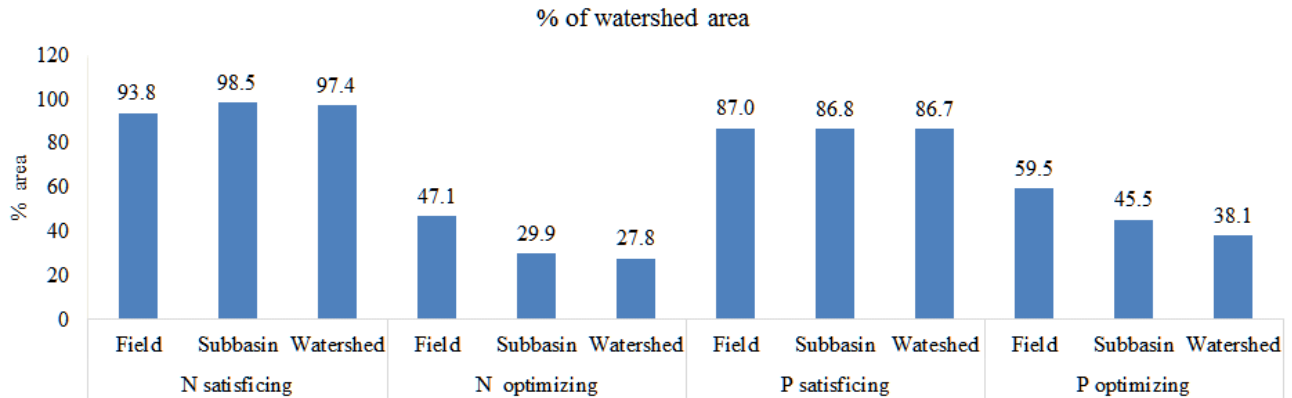 % of watershed area
120
100
80
60
40
20
0
% area
93.8 98.5 97.4 47.1 29.9 27.8 87.0 86.8 86.7 59.5 45.5 38.1
Field Subbasin Watershed Field Subbasin Watershed Field Subbasin Wateshed Field Subbasin Watershed
N satisficing N optimizing P satisficing P optimizing